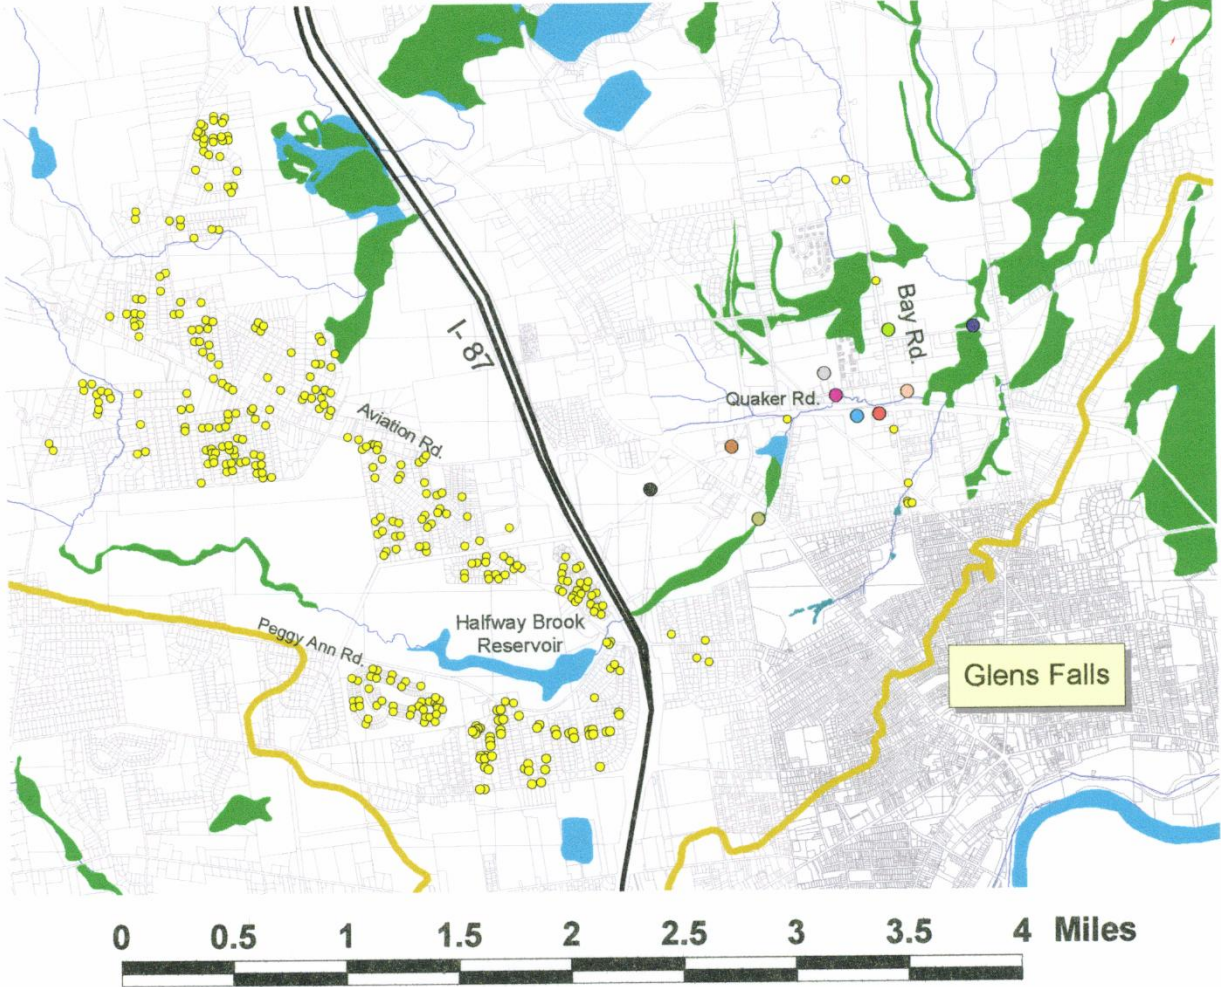 I- 87
Bay Rd.
Quaker Rd.
Aviation Rd.
Halfway Brook
Reservoir
Peggy Ann Rd.
Glens Falls
0 0.5 1 1.5 2 2.5 3 3.5 4 Miles